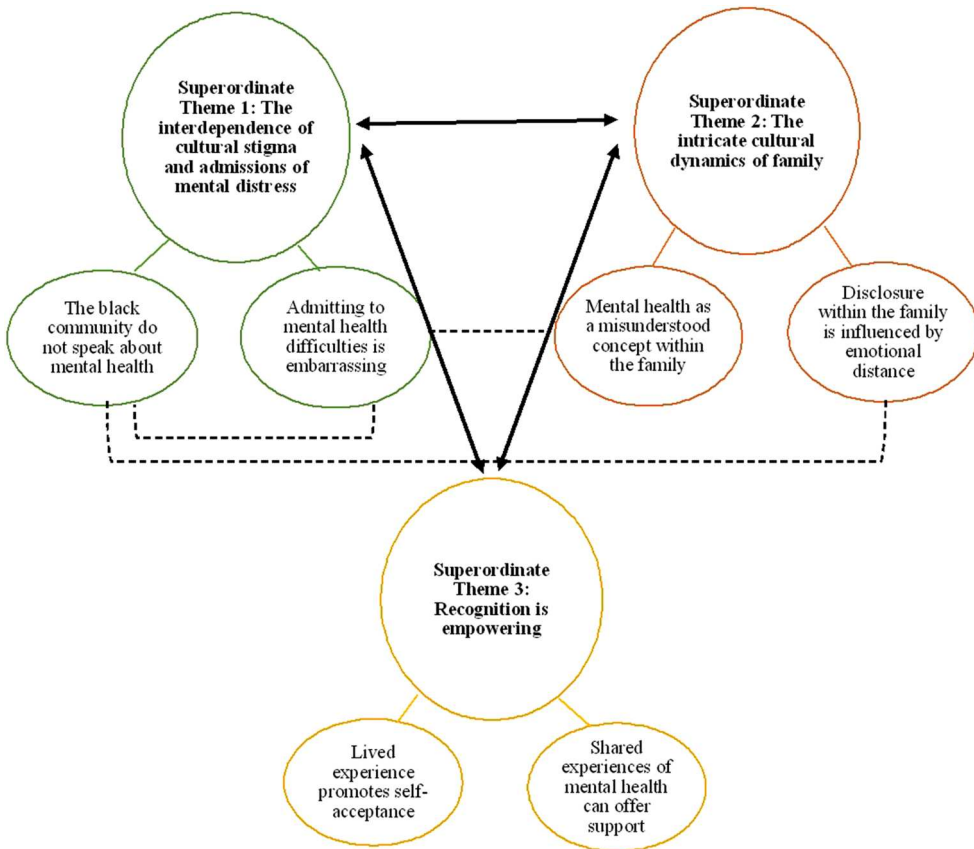 Superordinate
Theme 1: The
interdependence of
cultural stigma
and admissions of
mental distress
Superordinate
Theme 2: The
intricate cultural
dynamics of family
The black
community do
not speak about
mental health
Admitting to
mental health
difficulties is
embarrassing
Mental health as
a misunderstood
concept within
the family
Disclosure
within the family
is influenced by
emotional
distance
Superordinate
Theme 3:
Recognition is
empowering
Lived
experience
promotes self-
acceptance
Shared
experiences of
mental health
can offer
support